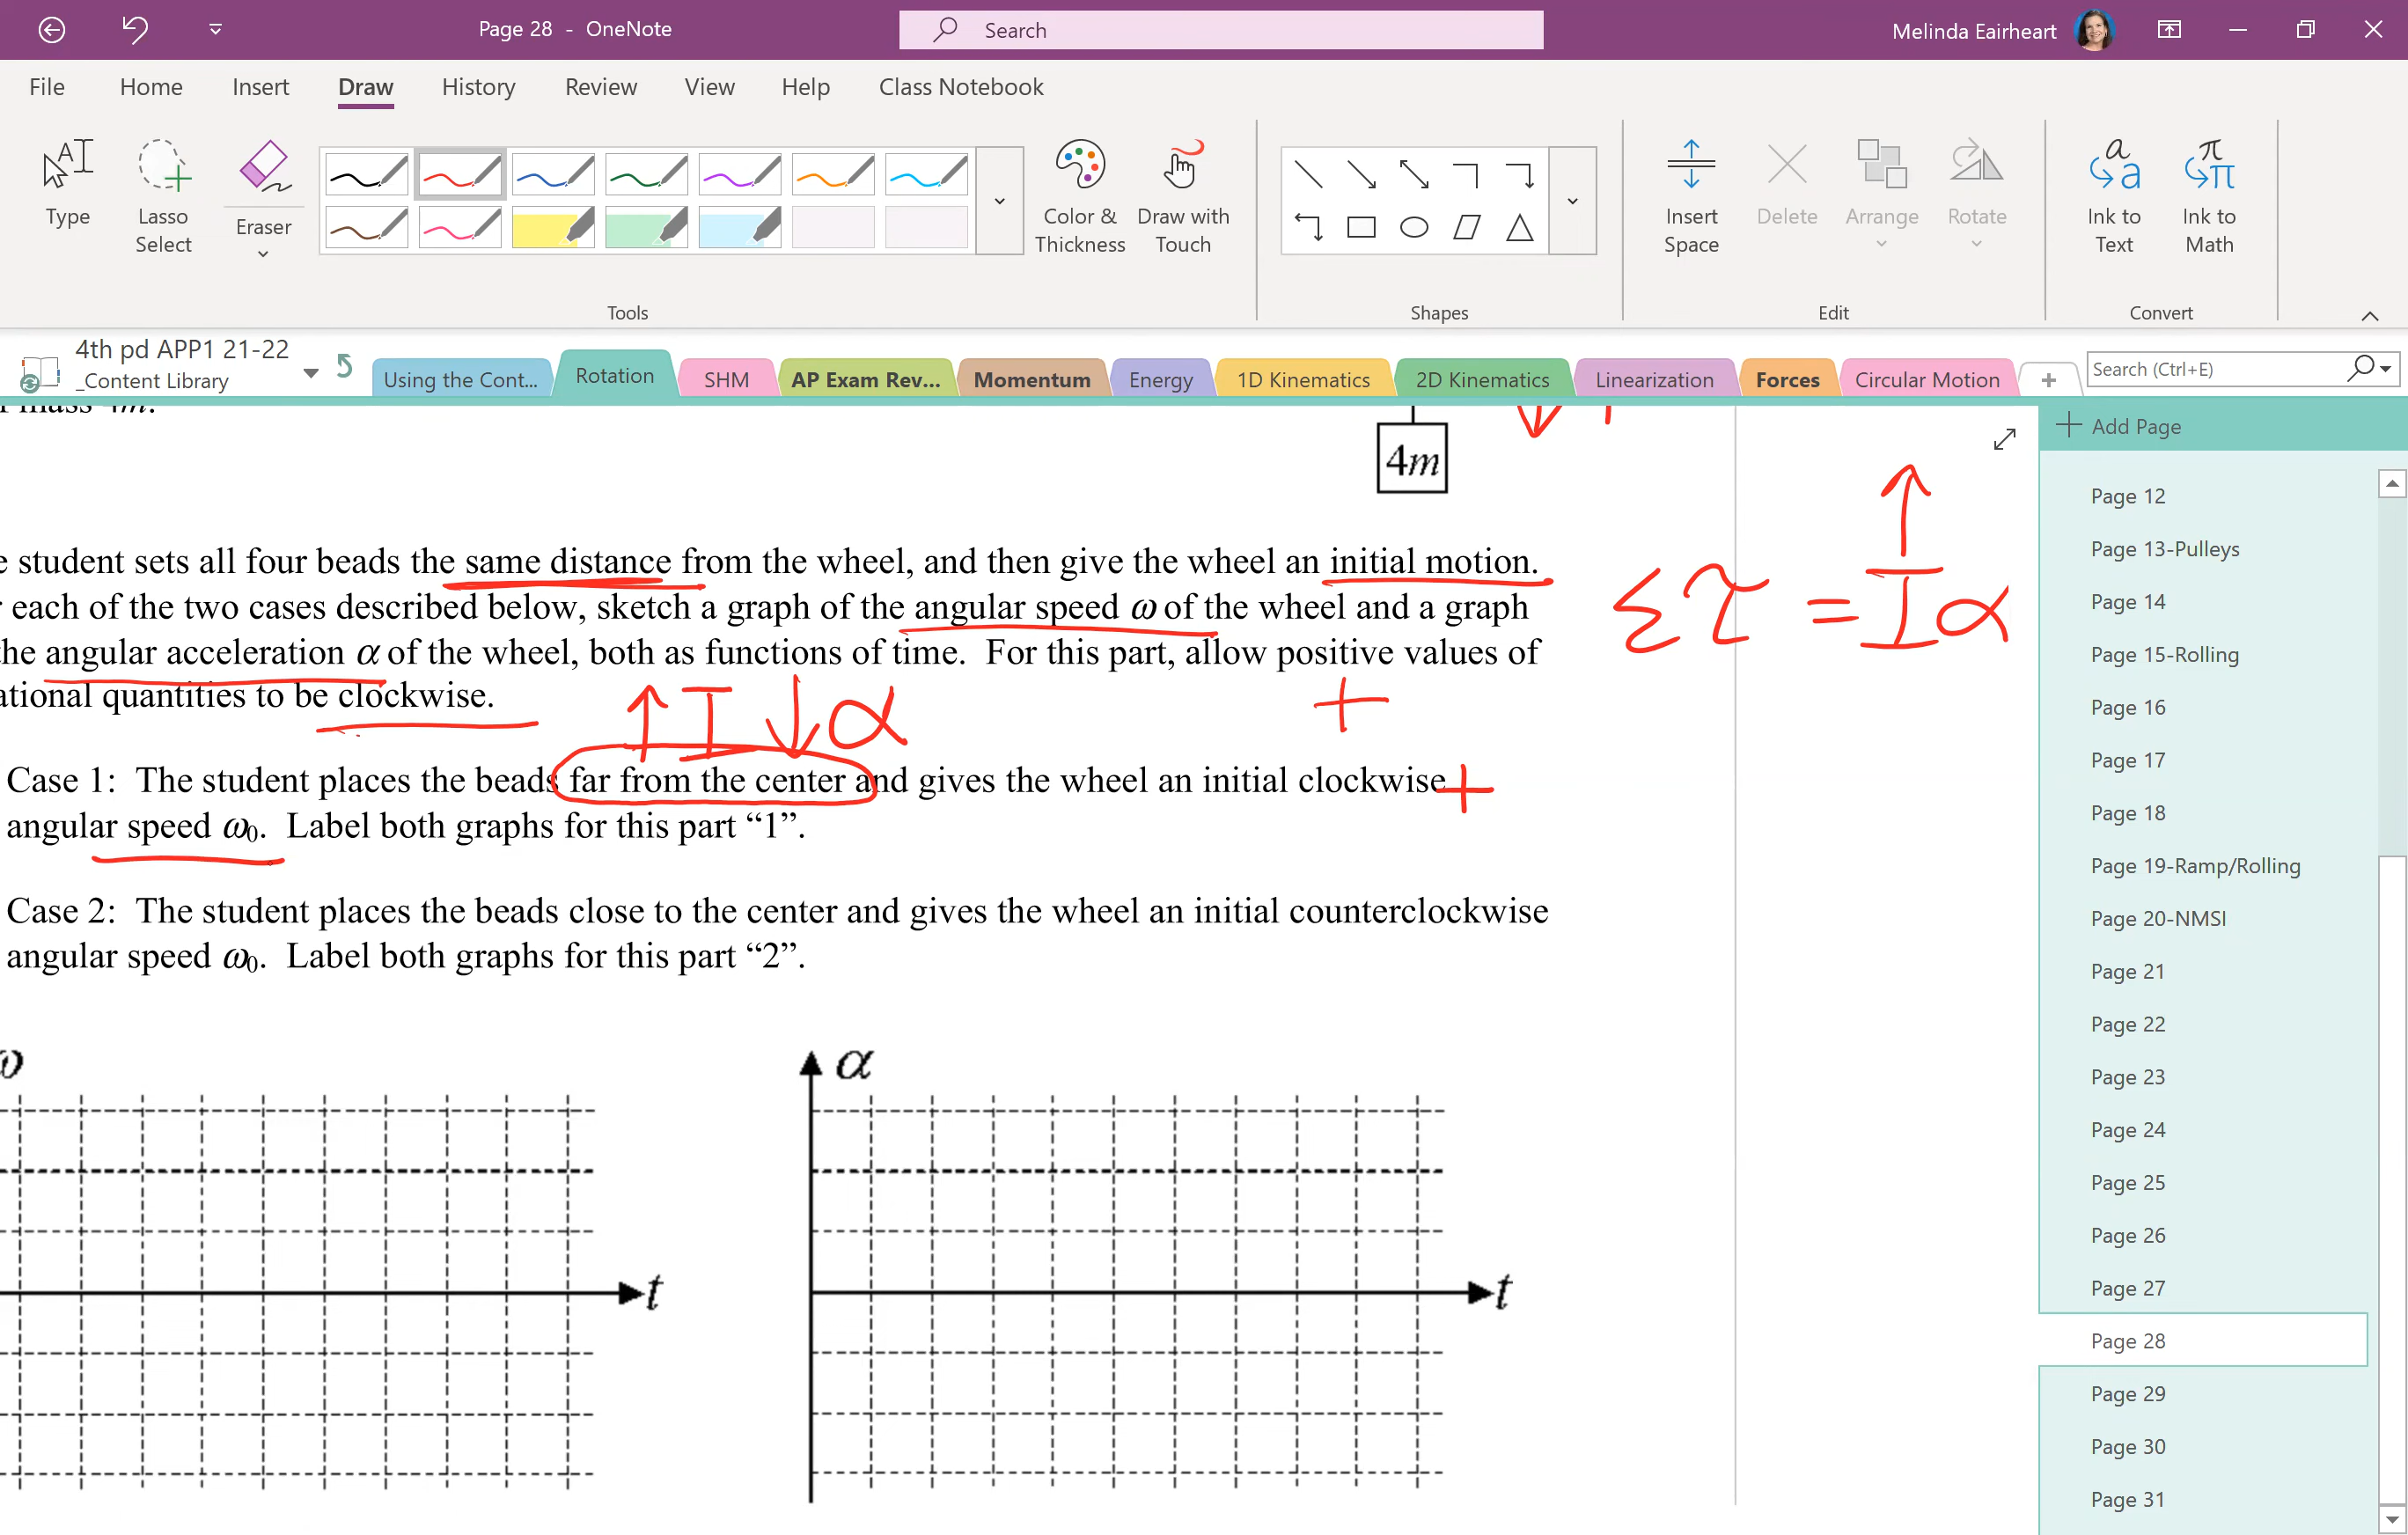 Page 28 - OneNote
Search
Melinda Eairheart
File Home Insert Draw History Review View Help Class Notebook
Type
Lasso Select
Eraser
Color & Thickness
Draw with Touch
Insert Space
Delete
Arrange
Rotate
Ink to Text
Ink to Math
Tools
Shapes
Edit
Convert
4th pd APP1 21-22
_Content Library
Using the Cont...
Rotation
SHM
AP Exam Rev...
Momentum
Energy
1D Kinematics
2D Kinematics
Linearization
Forces
Circular Motion
+
Search (Ctrl+E)
mass 4m.
4m
e student sets all four beads the same distance from the wheel, and then give the wheel an initial motion.
r each of the two cases described below, sketch a graph of the angular speed ω of the wheel and a graph
the angular acceleration α of the wheel, both as functions of time. For this part, allow positive values of
ational quantities to be clockwise.
Στ = Iα
↑ I ↓ α
+
Case 1: The student places the beads far from the center and gives the wheel an initial clockwise +
angular speed ω0. Label both graphs for this part “1”.
Case 2: The student places the beads close to the center and gives the wheel an initial counterclockwise
angular speed ω0. Label both graphs for this part “2”.
ω
t
α
t
Add Page
Page 12
Page 13-Pulleys
Page 14
Page 15-Rolling
Page 16
Page 17
Page 18
Page 19-Ramp/Rolling
Page 20-NMSI
Page 21
Page 22
Page 23
Page 24
Page 25
Page 26
Page 27
Page 28
Page 29
Page 30
Page 31